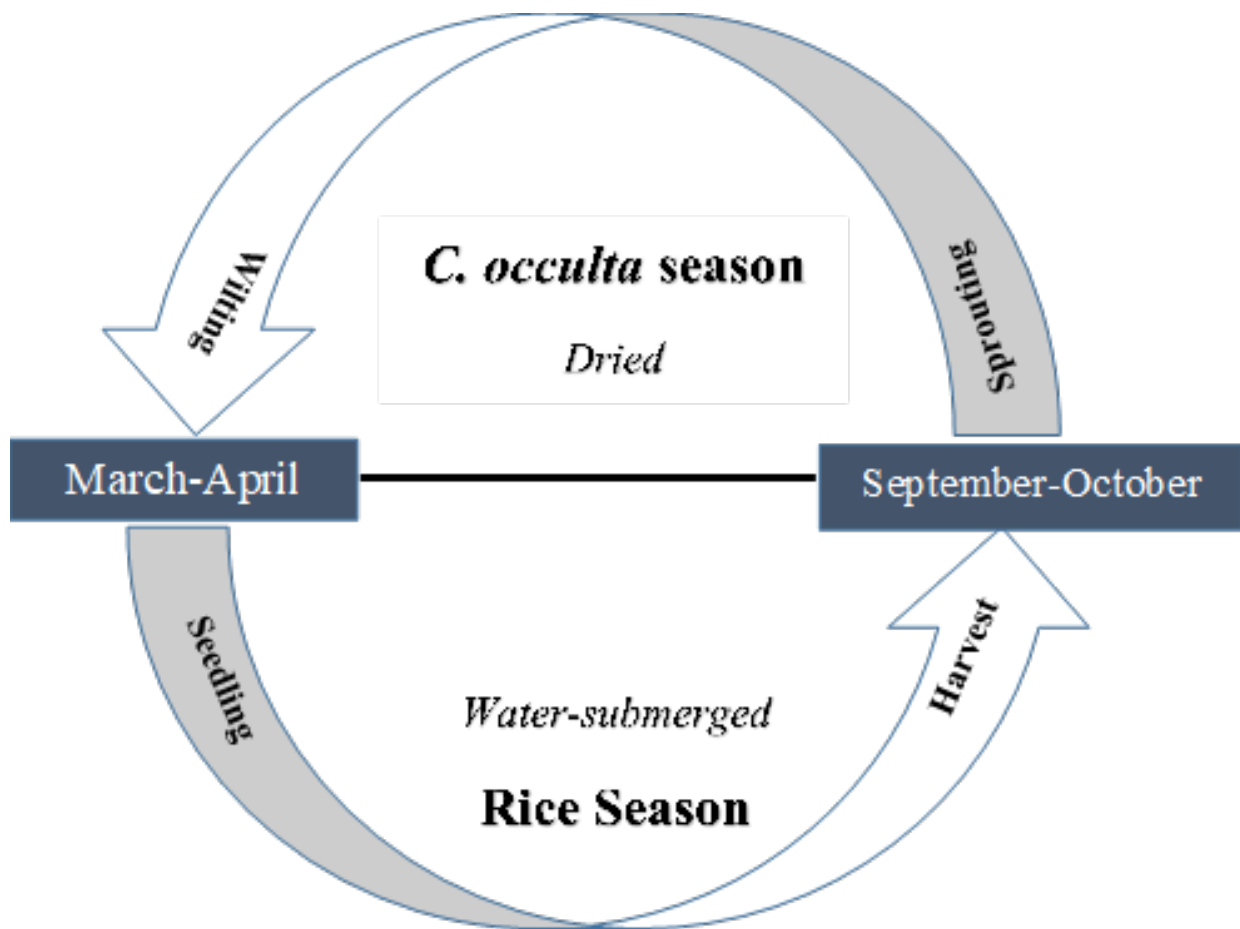 Wilting
C. occulta season
Sprouting
Dried
March-April
September-October
Seedling
Water-submerged
Harvest
Rice Season